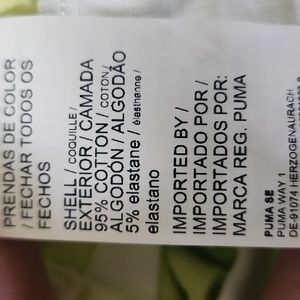 PRENDAS DE COLOR
/ FECHAR TODOS OS
FECHOS
SHELL / COQUILLE /
EXTERIOR / CAMADA
95% COTTON / COTON /
ALGODÓN / ALGODÃO
5% elastane / élasthanne /
elastano
IMPORTED BY /
IMPORTADO POR /
IMPORTADOS POR:
MARCA REG. PUMA
PUMA SE
PUMA WAY 1
DE-91074 HERZOGENAURACH